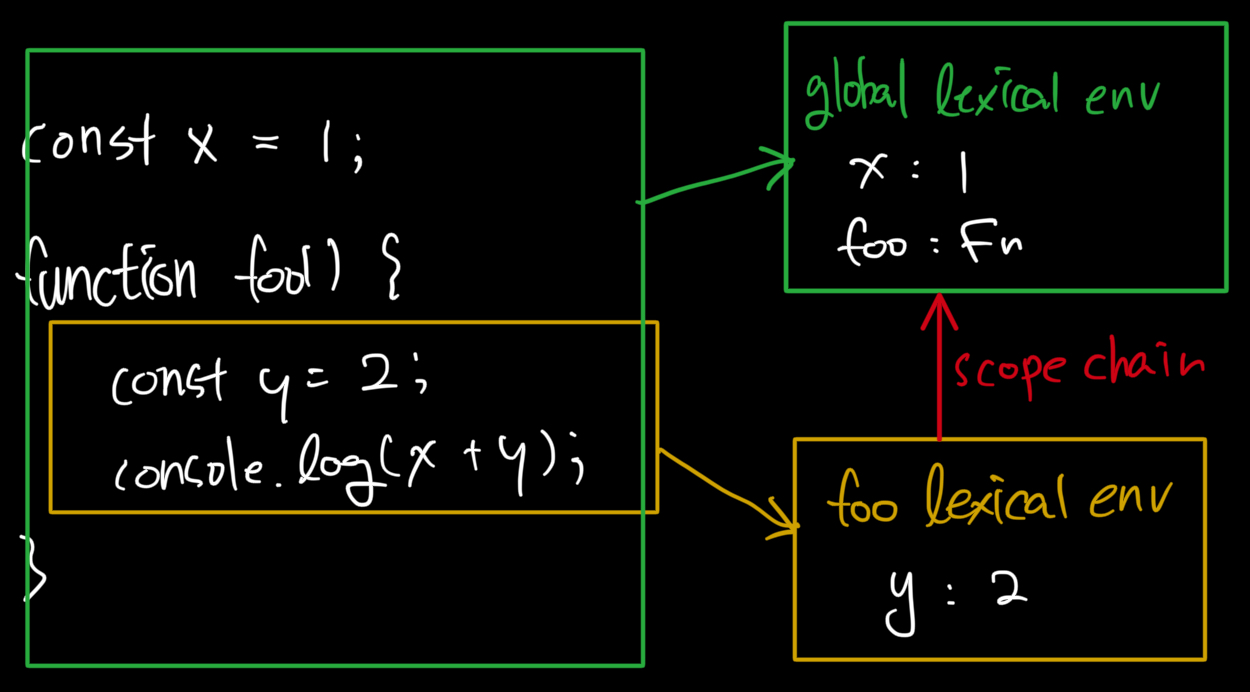 const x = 1;
function foo() {
const y = 2;
console.log(x + y);
}
global lexical env
x : 1
foo : Fn
scope chain
foo lexical env
y : 2